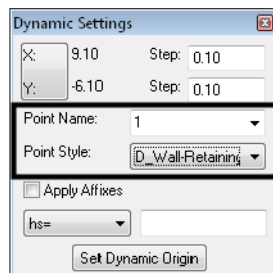 Dynamic Settings
X: 9.10 Step: 0.10
Y: -6.10 Step: 0.10
Point Name: 1
Point Style: D_Wall-Retaining
Apply Affixes
hs=
Set Dynamic Origin